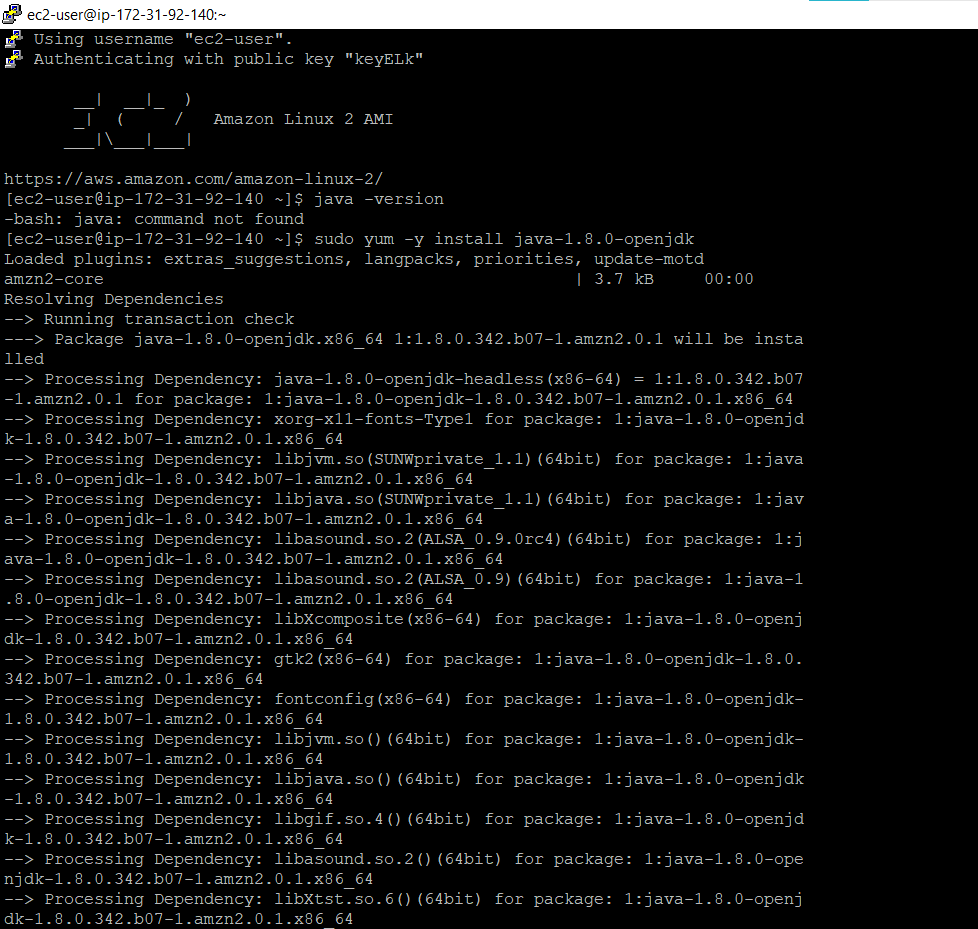 ec2-user@ip-172-31-92-140:~
Using username "ec2-user".
Authenticating with public key "keyELk"
__|  __|_  )
_|  (     /   Amazon Linux 2 AMI
___|\___|___|
https://aws.amazon.com/amazon-linux-2/
[ec2-user@ip-172-31-92-140 ~]$ java -version
-bash: java: command not found
[ec2-user@ip-172-31-92-140 ~]$ sudo yum -y install java-1.8.0-openjdk
Loaded plugins: extras_suggestions, langpacks, priorities, update-motd
amzn2-core                                               | 3.7 kB     00:00
Resolving Dependencies
--> Running transaction check
---> Package java-1.8.0-openjdk.x86_64 1:1.8.0.342.b07-1.amzn2.0.1 will be insta
lled
--> Processing Dependency: java-1.8.0-openjdk-headless(x86-64) = 1:1.8.0.342.b07
-1.amzn2.0.1 for package: 1:java-1.8.0-openjdk-1.8.0.342.b07-1.amzn2.0.1.x86_64
--> Processing Dependency: xorg-x11-fonts-Type1 for package: 1:java-1.8.0-openjd
k-1.8.0.342.b07-1.amzn2.0.1.x86_64
--> Processing Dependency: libjvm.so(SUNWprivate_1.1)(64bit) for package: 1:java
-1.8.0-openjdk-1.8.0.342.b07-1.amzn2.0.1.x86_64
--> Processing Dependency: libjava.so(SUNWprivate_1.1)(64bit) for package: 1:jav
a-1.8.0-openjdk-1.8.0.342.b07-1.amzn2.0.1.x86_64
--> Processing Dependency: libasound.so.2(ALSA_0.9.0rc4)(64bit) for package: 1:j
ava-1.8.0-openjdk-1.8.0.342.b07-1.amzn2.0.1.x86_64
--> Processing Dependency: libasound.so.2(ALSA_0.9)(64bit) for package: 1:java-1
.8.0-openjdk-1.8.0.342.b07-1.amzn2.0.1.x86_64
--> Processing Dependency: libXcomposite(x86-64) for package: 1:java-1.8.0-openj
dk-1.8.0.342.b07-1.amzn2.0.1.x86_64
--> Processing Dependency: gtk2(x86-64) for package: 1:java-1.8.0-openjdk-1.8.0.
342.b07-1.amzn2.0.1.x86_64
--> Processing Dependency: fontconfig(x86-64) for package: 1:java-1.8.0-openjdk-
1.8.0.342.b07-1.amzn2.0.1.x86_64
--> Processing Dependency: libjvm.so()(64bit) for package: 1:java-1.8.0-openjdk-
1.8.0.342.b07-1.amzn2.0.1.x86_64
--> Processing Dependency: libjava.so()(64bit) for package: 1:java-1.8.0-openjdk
-1.8.0.342.b07-1.amzn2.0.1.x86_64
--> Processing Dependency: libgif.so.4()(64bit) for package: 1:java-1.8.0-openjd
k-1.8.0.342.b07-1.amzn2.0.1.x86_64
--> Processing Dependency: libasound.so.2()(64bit) for package: 1:java-1.8.0-ope
njdk-1.8.0.342.b07-1.amzn2.0.1.x86_64
--> Processing Dependency: libXtst.so.6()(64bit) for package: 1:java-1.8.0-openj
dk-1.8.0.342.b07-1.amzn2.0.1.x86_64